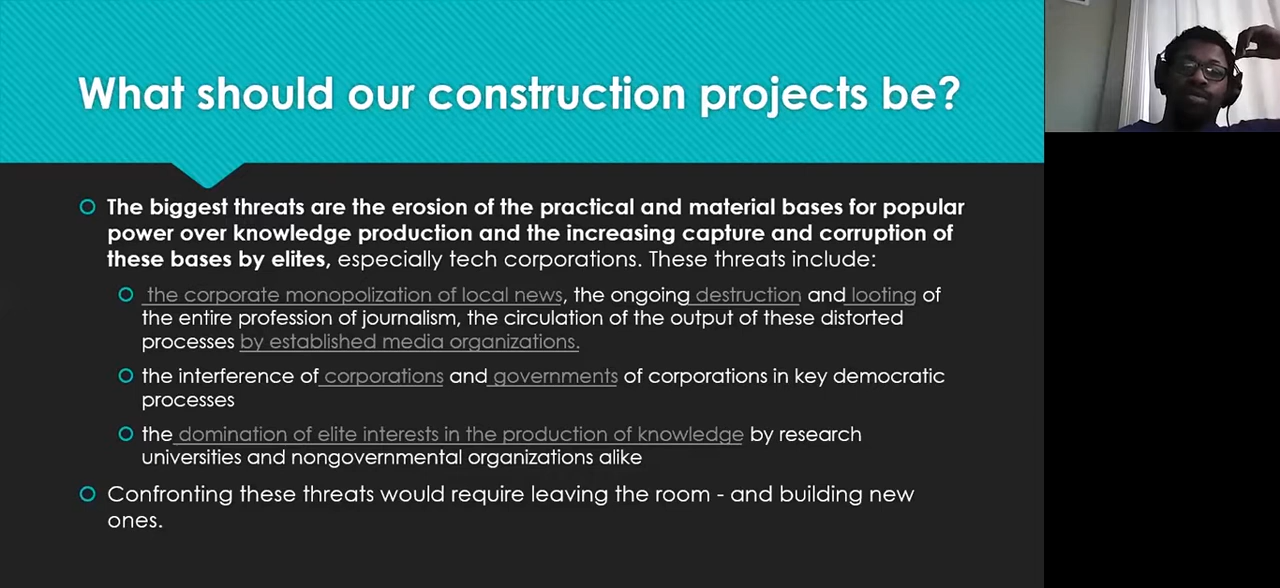 What should our construction projects be?
The biggest threats are the erosion of the practical and material bases for popular
power over knowledge production and the increasing capture and corruption of
these bases by elites, especially tech corporations. These threats include:
the corporate monopolization of local news, the ongoing destruction and looting of
the entire profession of journalism, the circulation of the output of these distorted
processes by established media organizations.
the interference of corporations and governments of corporations in key democratic
processes
the domination of elite interests in the production of knowledge by research
universities and nongovernmental organizations alike
Confronting these threats would require leaving the room - and building new
ones.